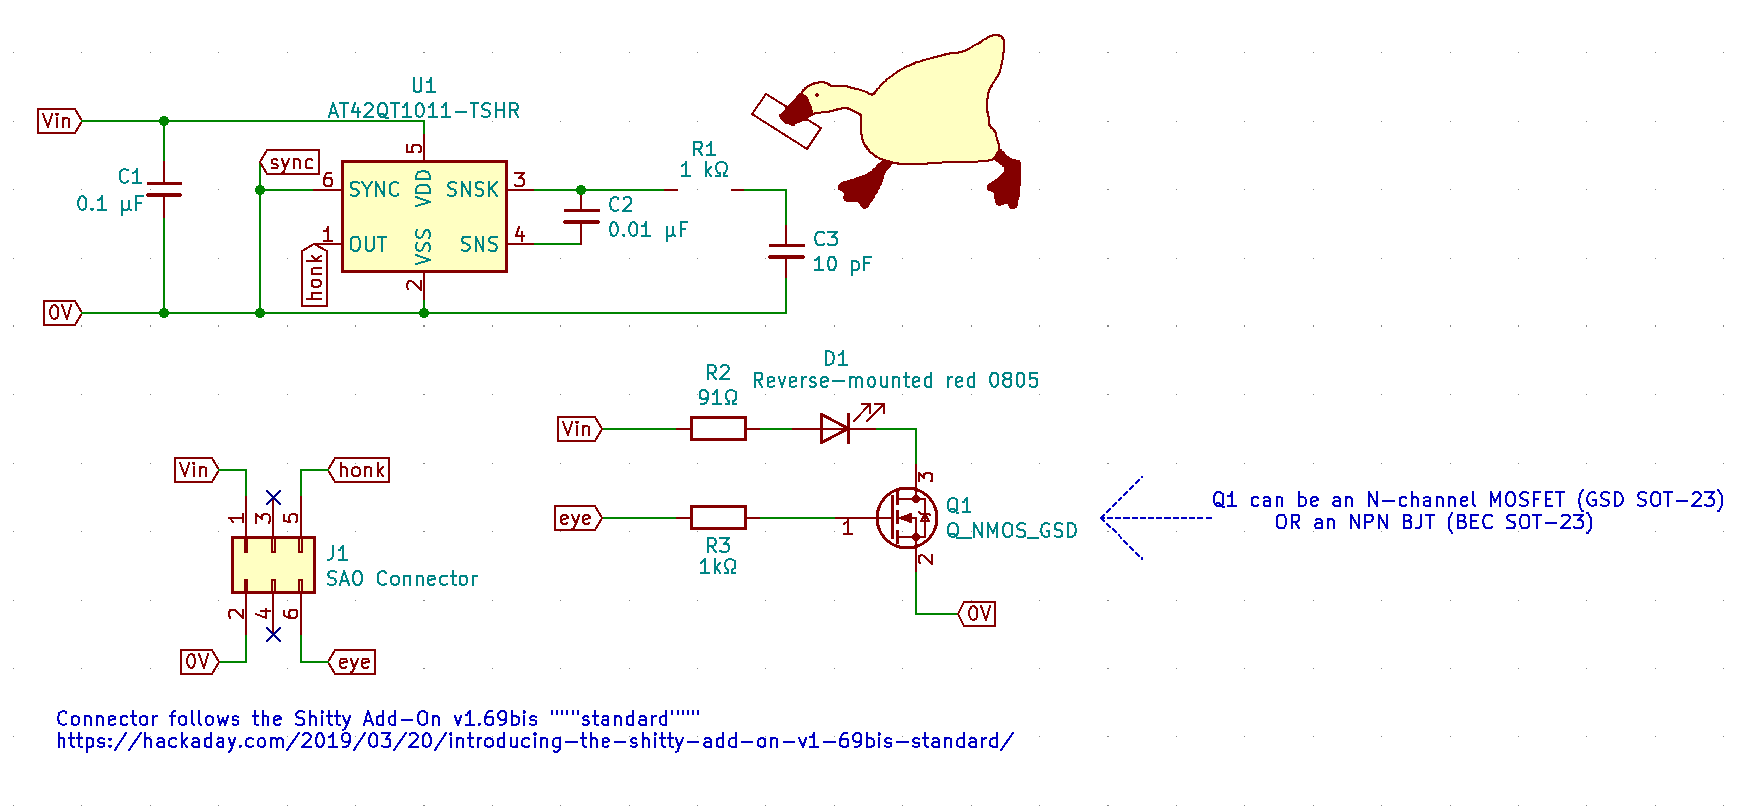 U1
AT42QT1011-TSHR
Vin
C1
0.1 µF
sync
6
SYNC
5
VDD
SNSK
3
1
OUT
VSS
SNS
4
2
honk
0V
C2
0.01 µF
R1
1 kΩ
C3
10 pF
D1
Reverse-mounted red 0805
R2
91Ω
Vin
eye
R3
1kΩ
3
1
2
Q1
Q_NMOS_GSD
0V
Q1 can be an N-channel MOSFET (GSD SOT-23)
OR an NPN BJT (BEC SOT-23)
Vin
honk
1
3
5
J1
SAO Connector
2
4
6
0V
eye
Connector follows the Shitty Add-On v1.69bis """"standard""""
https://hackaday.com/2019/03/20/introducing-the-shitty-add-on-v1-69bis-standard/